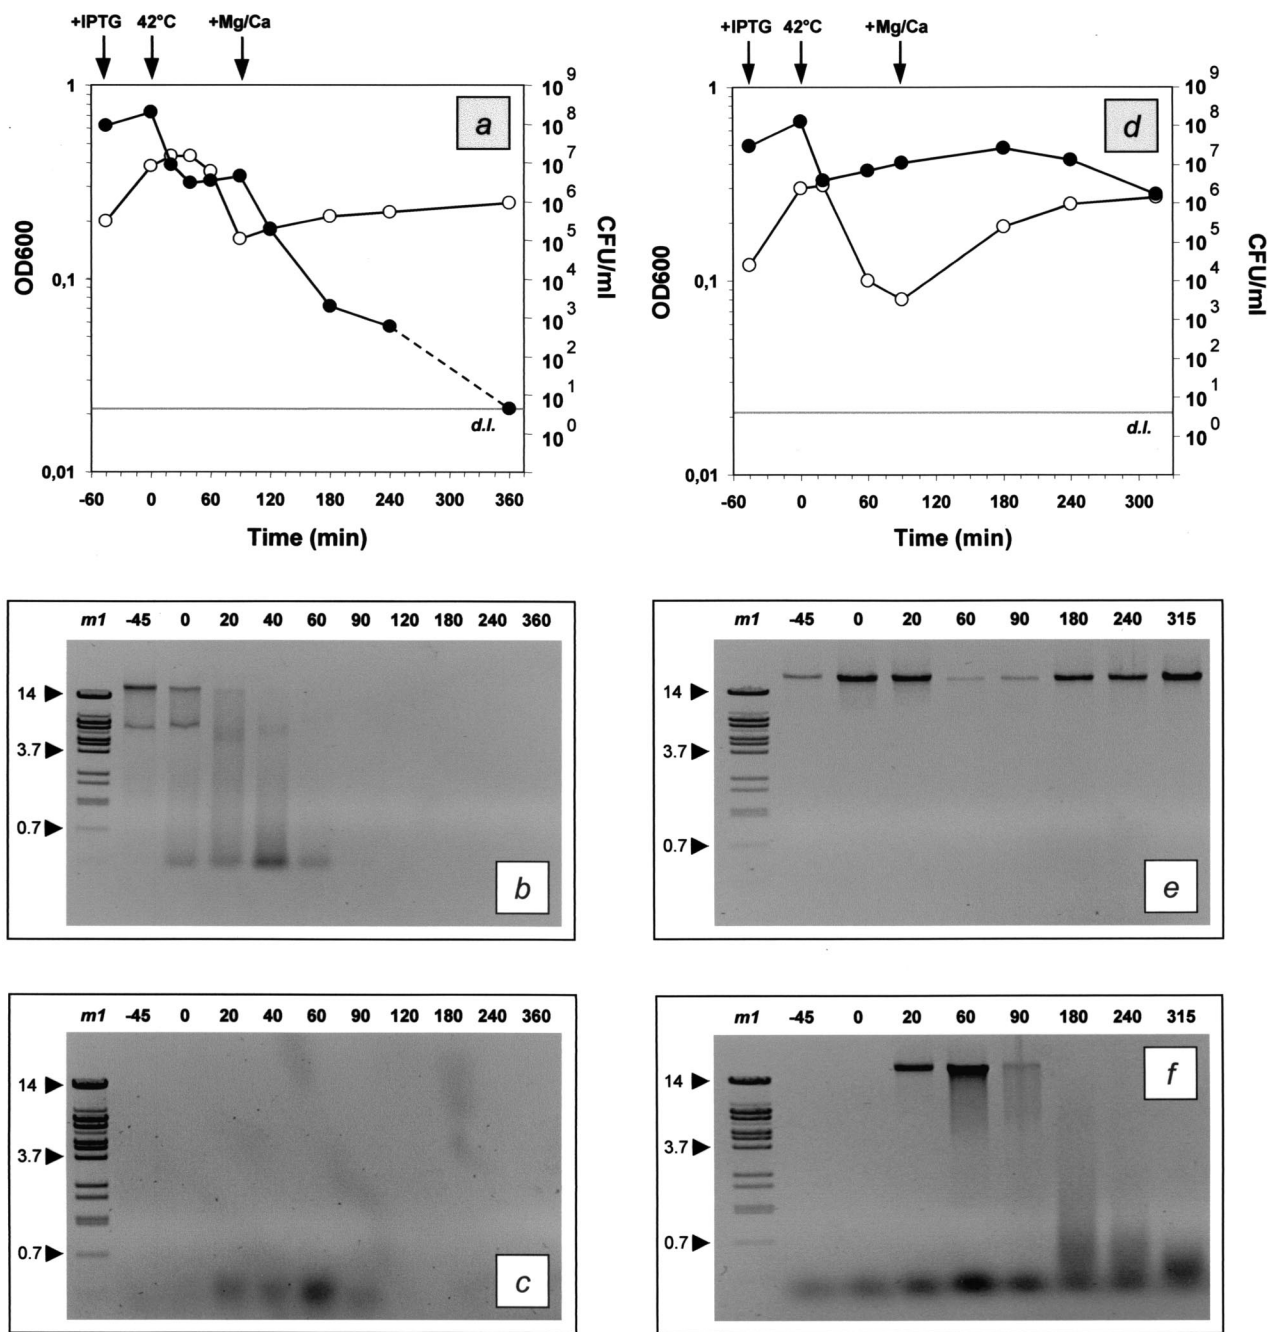 +IPTG 42°C +Mg/Ca
a
OD600
1
0,1
0,01
10^9
10^8
10^7
10^6
10^5
10^4
10^3
10^2
10^1
10^0
CFU/ml
d.l.
-60 0 60 120 180 240 300 360
Time (min)
+IPTG 42°C +Mg/Ca
d
OD600
1
0,1
0,01
10^9
10^8
10^7
10^6
10^5
10^4
10^3
10^2
10^1
10^0
CFU/ml
d.l.
-60 0 60 120 180 240 300
Time (min)
m1 -45 0 20 40 60 90 120 180 240 360
14
3.7
0.7
b
m1 -45 0 20 60 90 180 240 315
14
3.7
0.7
e
m1 -45 0 20 40 60 90 120 180 240 360
14
3.7
0.7
c
m1 -45 0 20 60 90 180 240 315
14
3.7
0.7
f